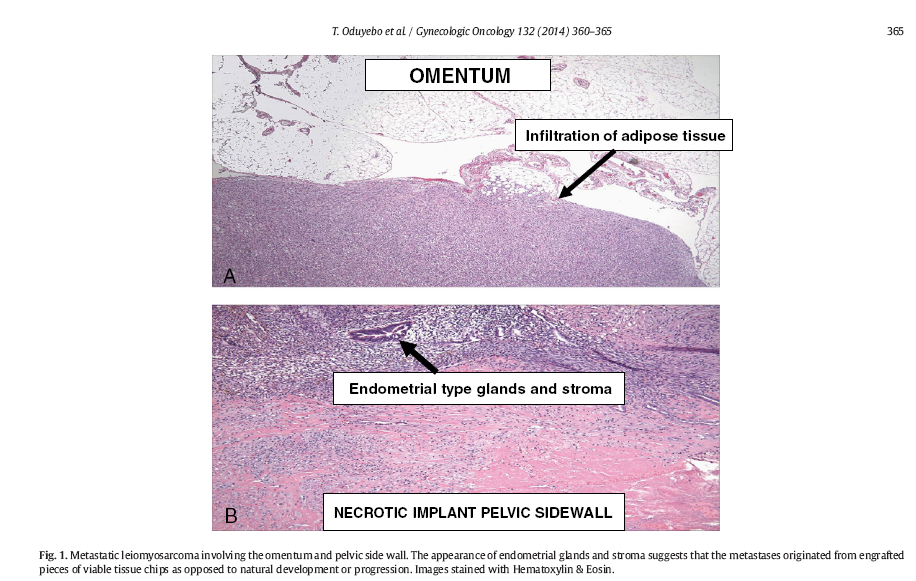 T. Oduyebo et al. / Gynecologic Oncology 132 (2014) 360–365
365
OMENTUM
Infiltration of adipose tissue
A
Endometrial type glands and stroma
B
NECROTIC IMPLANT PELVIC SIDEWALL
Fig. 1. Metastatic leiomyosarcoma involving the omentum and pelvic side wall. The appearance of endometrial glands and stroma suggests that the metastases originated from engrafted
pieces of viable tissue chips as opposed to natural development or progression. Images stained with Hematoxylin & Eosin.